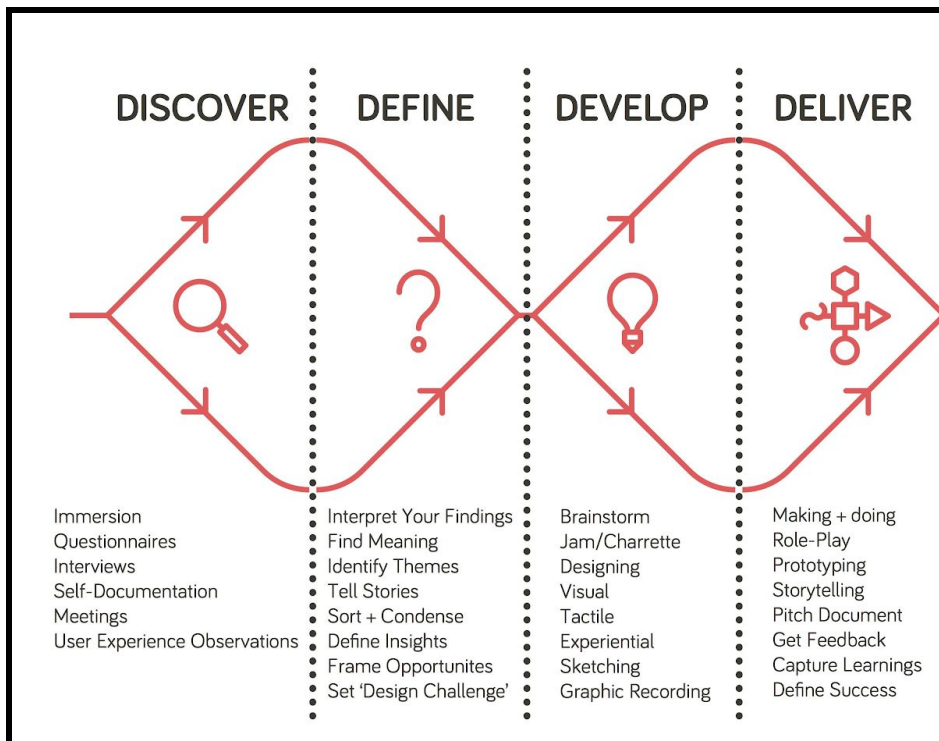 DISCOVER
DEFINE
DEVELOP
DELIVER
Immersion
Questionnaires
Interviews
Self-Documentation
Meetings
User Experience Observations
Interpret Your Findings
Find Meaning
Identify Themes
Tell Stories
Sort + Condense
Define Insights
Frame Opportunites
Set ‘Design Challenge’
Brainstorm
Jam/Charrette
Designing
Visual
Tactile
Experiential
Sketching
Graphic Recording
Making + doing
Role-Play
Prototyping
Storytelling
Pitch Document
Get Feedback
Capture Learnings
Define Success